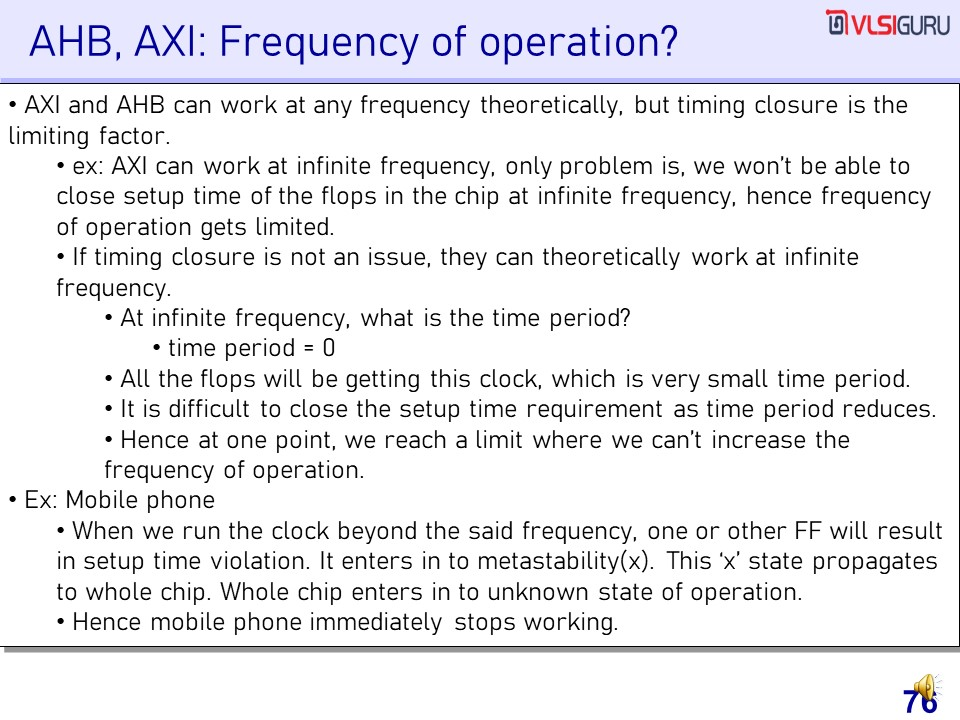 AHB, AXI: Frequency of operation?
VLSIGURU
• AXI and AHB can work at any frequency theoretically, but timing closure is the
limiting factor.
• ex: AXI can work at infinite frequency, only problem is, we won't be able to
close setup time of the flops in the chip at infinite frequency, hence frequency
of operation gets limited.
• If timing closure is not an issue, they can theoretically work at infinite
frequency.
• At infinite frequency, what is the time period?
• time period = 0
• All the flops will be getting this clock, which is very small time period.
• It is difficult to close the setup time requirement as time period reduces.
• Hence at one point, we reach a limit where we can't increase the
frequency of operation.
• Ex: Mobile phone
• When we run the clock beyond the said frequency, one or other FF will result
in setup time violation. It enters in to metastability(x). This 'x' state propagates
to whole chip. Whole chip enters in to unknown state of operation.
• Hence mobile phone immediately stops working.
76